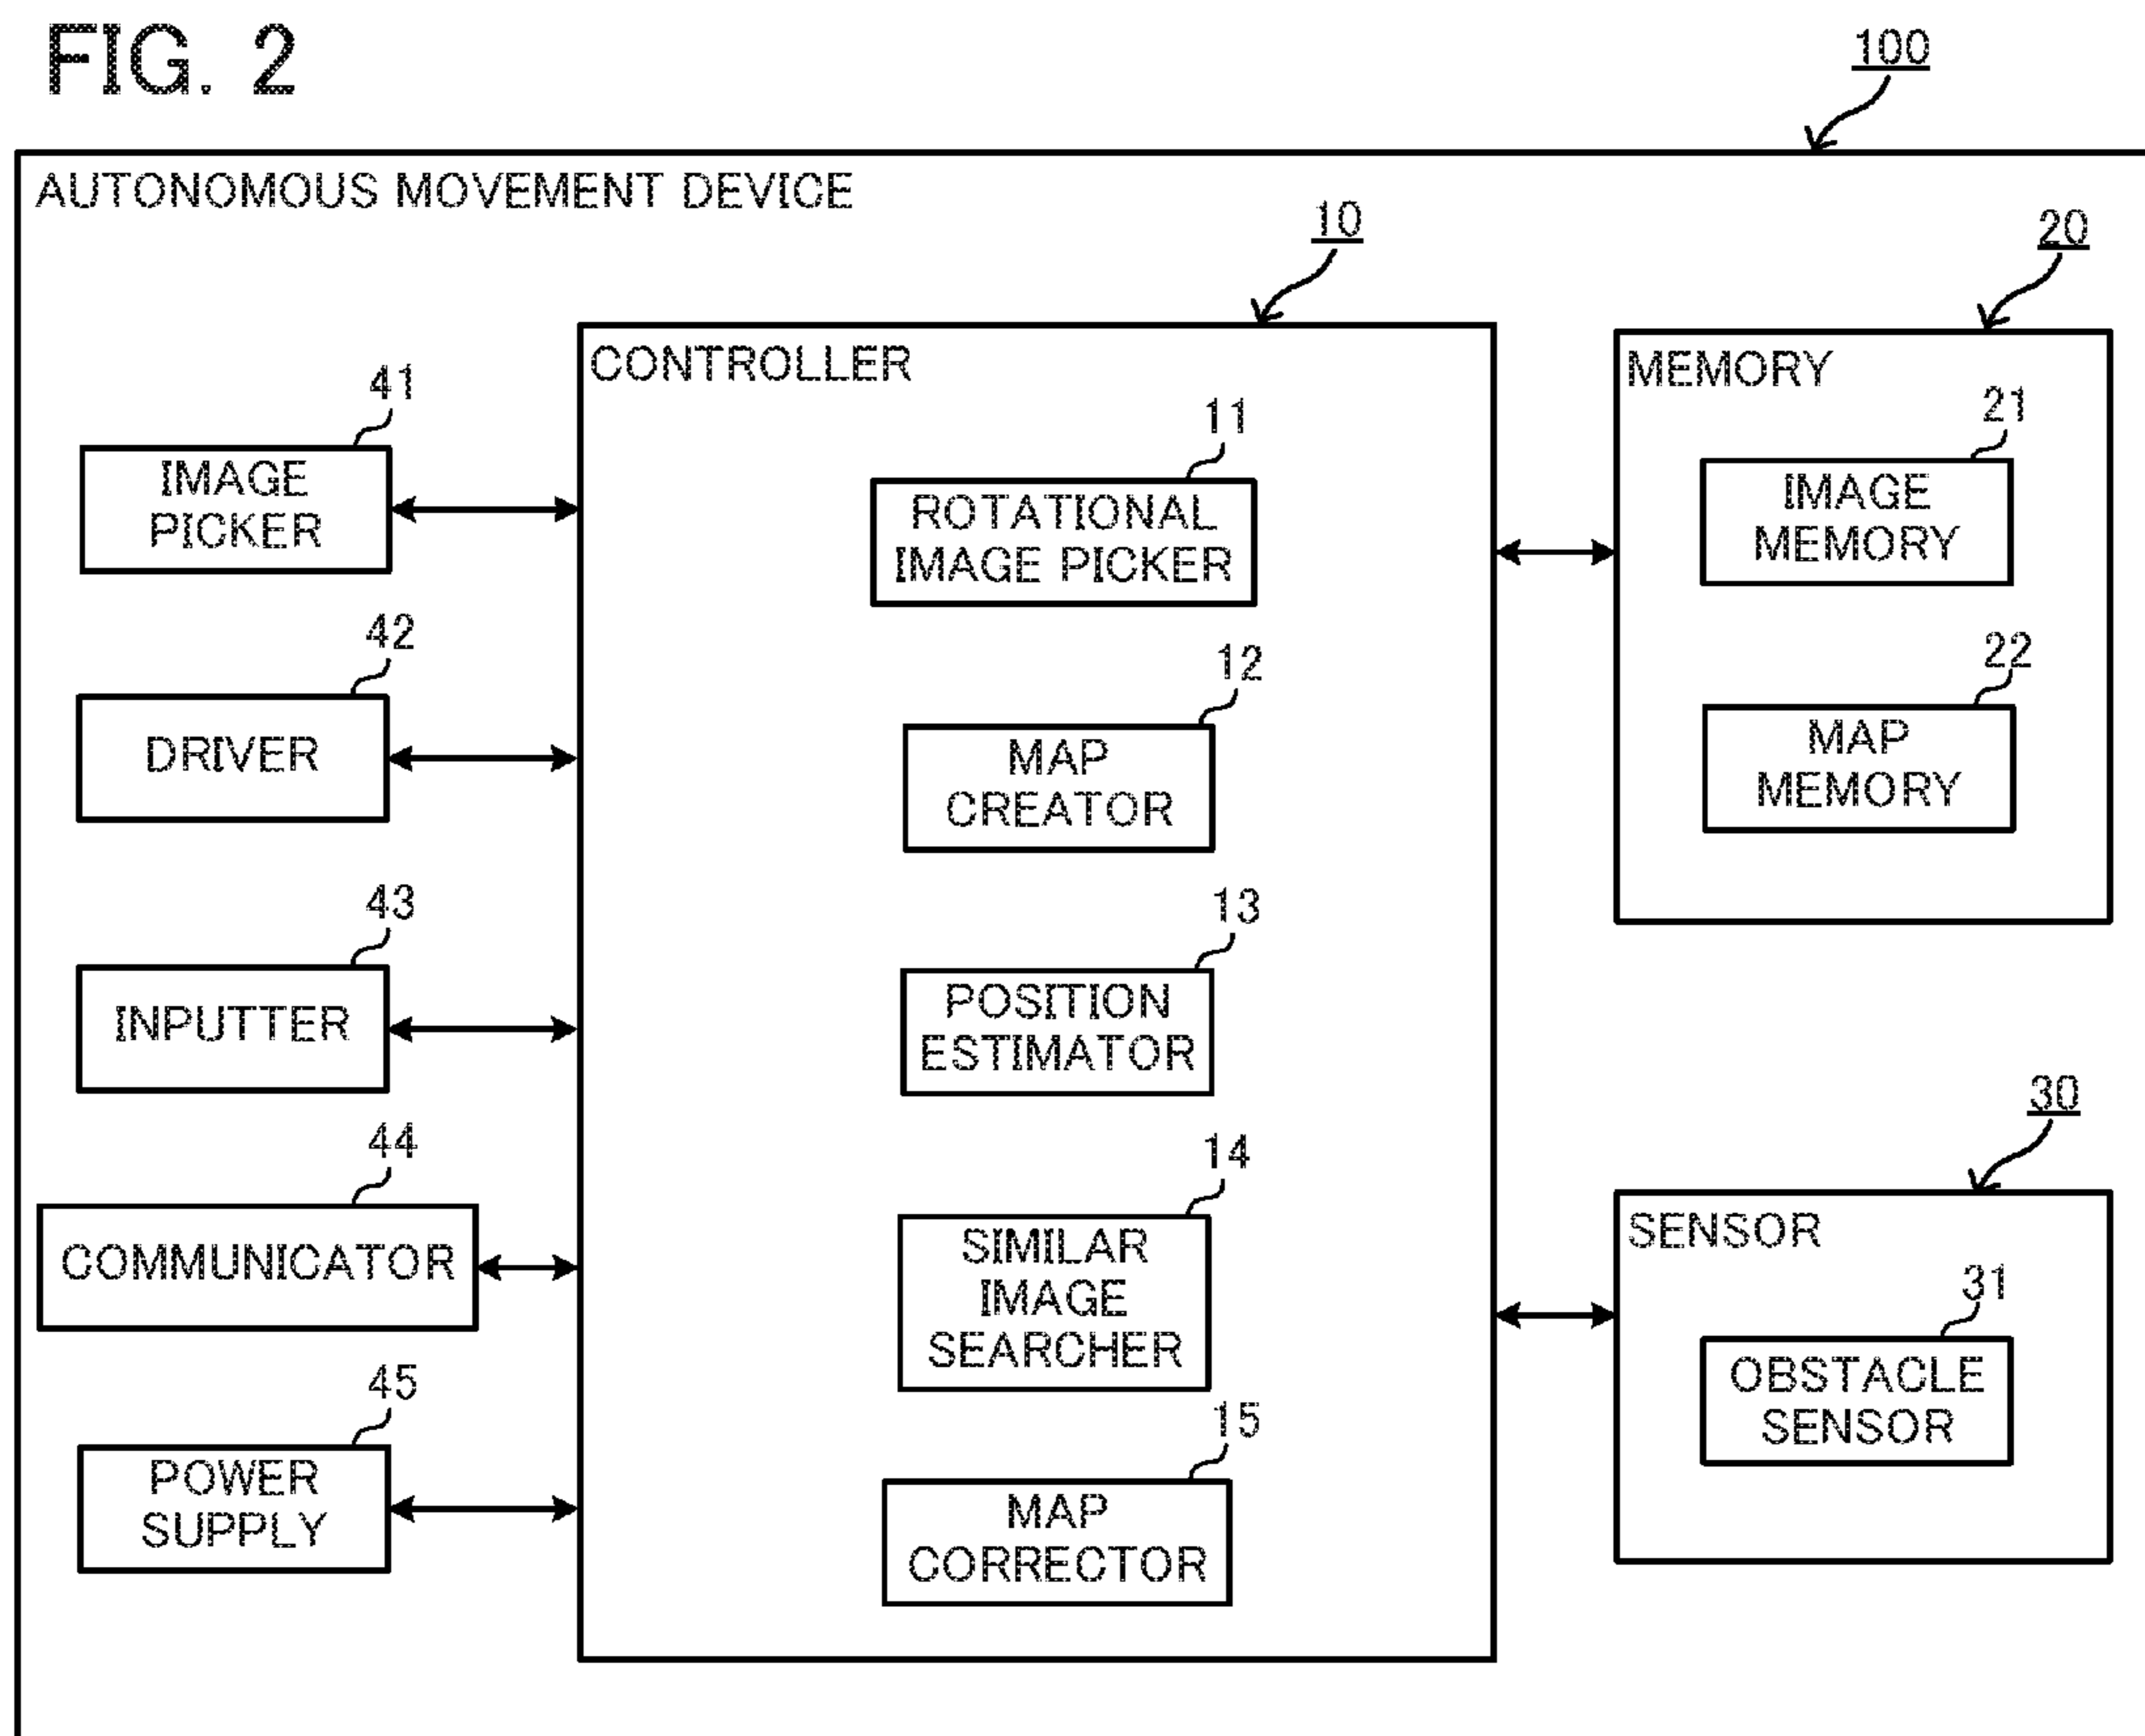 FIG. 2
100
AUTONOMOUS MOVEMENT DEVICE
10
20
41
IMAGE
PICKER
42
DRIVER
43
INPUTTER
44
COMMUNICATOR
45
POWER
SUPPLY
CONTROLLER
11
ROTATIONAL
IMAGE PICKER
12
MAP
CREATOR
13
POSITION
ESTIMATOR
14
SIMILAR
IMAGE
SEARCHER
15
MAP
CORRECTOR
MEMORY
21
IMAGE
MEMORY
22
MAP
MEMORY
30
SENSOR
31
OBSTACLE
SENSOR